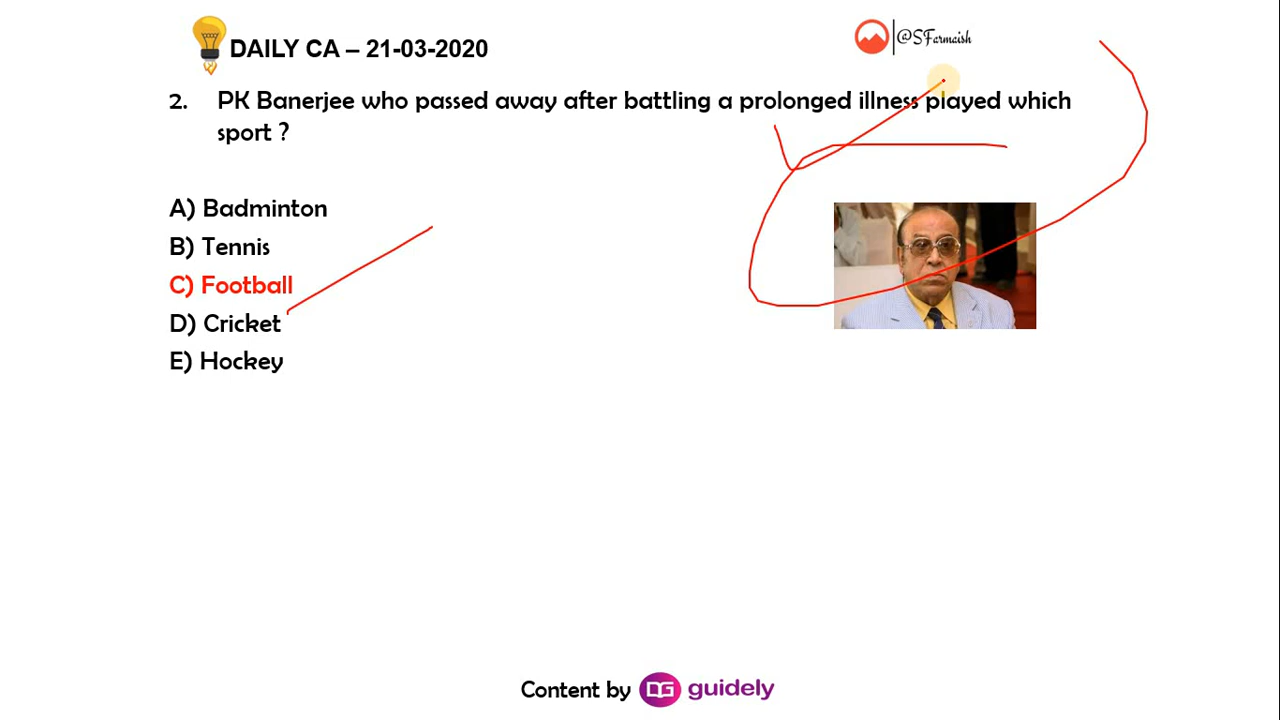 DAILY CA – 21-03-2020
@SFarmaish
2. PK Banerjee who passed away after battling a prolonged illness played which
sport ?
A) Badminton
B) Tennis
C) Football
D) Cricket
E) Hockey
Content by DG guidely